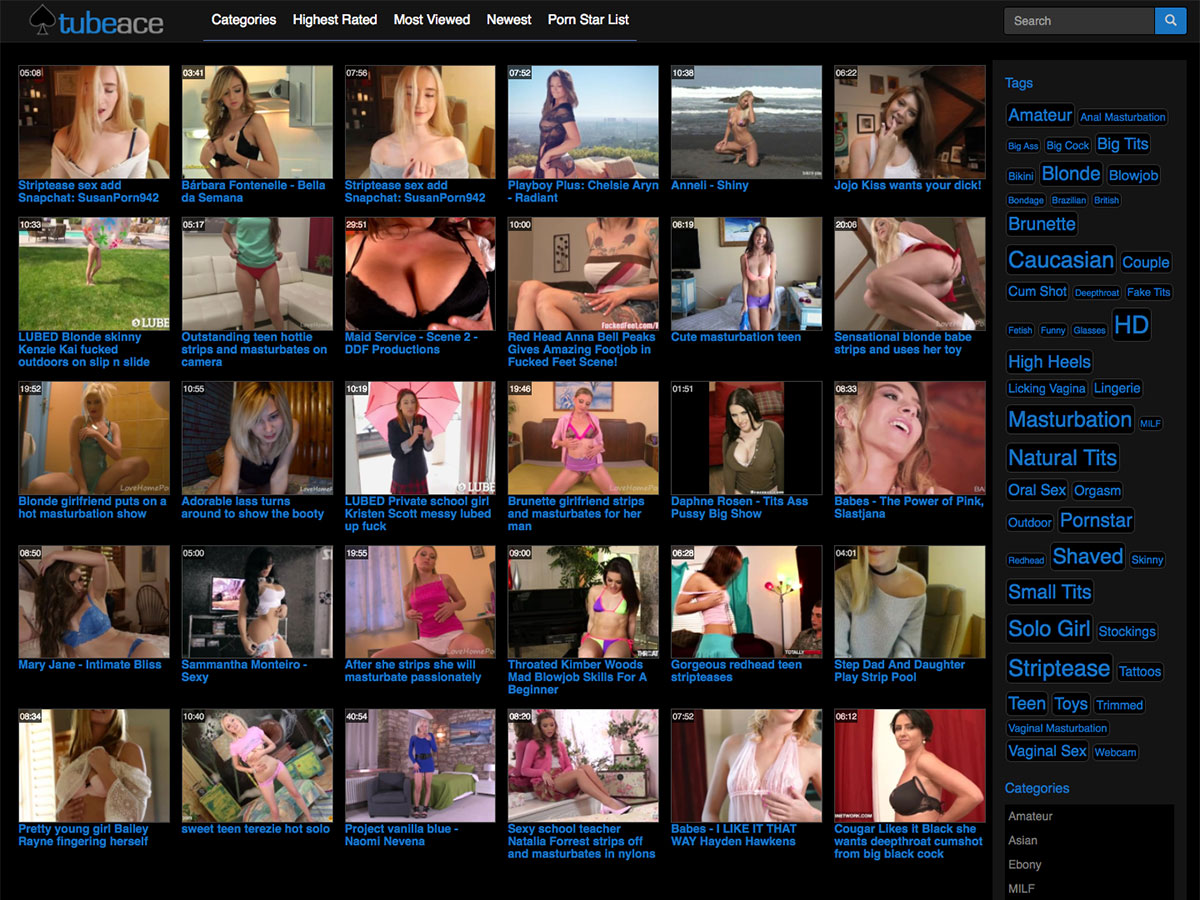 tubeace
Categories Highest Rated Most Viewed Newest Porn Star List
Search
05:08
03:41
07:56
07:52
10:38
06:22
Striptease sex add
Snapchat: SusanPorn942
Bárbara Fontenelle - Bella
da Semana
Striptease sex add
Snapchat: SusanPorn942
Playboy Plus: Chelsie Aryn
- Radiant
Anneli - Shiny
Jojo Kiss wants your dick!
10:33
LUBE
05:17
29:51
10:00
FuckedFeet.com/
06:19
20:06
LoveHomePo
LUBED Blonde skinny
Kenzie Kai fucked
outdoors on slip n slide
Outstanding teen hottie
strips and masturbates on
camera
Maid Service - Scene 2 -
DDF Productions
Red Head Anna Bell Peaks
Gives Amazing Footjob in
Fucked Feet Scene!
Cute masturbation teen
Sensational blonde babe
strips and uses her toy
19:52
LoveHomePo
10:55
LoveHomePo
10:19
LUBE
19:46
LoveHomePo
01:51
08:33
BA
Blonde girlfriend puts on a
hot masturbation show
Adorable lass turns
around to show the booty
LUBED Private school girl
Kristen Scott messy lubed
up fuck
Brunette girlfriend strips
and masturbates for her
man
Daphne Rosen - Tits Ass
Pussy Big Show
Babes - The Power of Pink,
Slastjana
08:50
05:00
19:55
LoveHomePo
09:00
THROAT
06:28
TOTALLY
04:01
Mary Jane - Intimate Bliss
Sammantha Monteiro -
Sexy
After she strips she will
masturbate passionately
Throated Kimber Woods
Mad Blowjob Skills For A
Beginner
Gorgeous redhead teen
stripteases
Step Dad And Daughter
Play Strip Pool
08:34
10:40
40:54
08:20
07:52
06:12
NETWORK.COM
Pretty young girl Bailey
Rayne fingering herself
sweet teen terezie hot solo
Project vanilla blue -
Naomi Nevena
Sexy school teacher
Natalia Forrest strips off
and masturbates in nylons
Babes - I LIKE IT THAT
WAY Hayden Hawkens
Cougar Likes it Black she
wants deepthroat cumshot
from big black cock
Tags
Amateur Anal Masturbation
Big Ass Big Cock Big Tits
Bikini Blonde Blowjob
Bondage Brazilian British
Brunette
Caucasian Couple
Cum Shot Deepthroat Fake Tits
Fetish Funny Glasses HD
High Heels
Licking Vagina Lingerie
Masturbation MILF
Natural Tits
Oral Sex Orgasm
Outdoor Pornstar
Redhead Shaved Skinny
Small Tits
Solo Girl Stockings
Striptease Tattoos
Teen Toys Trimmed
Vaginal Masturbation
Vaginal Sex Webcam
Categories
Amateur
Asian
Ebony
MILF